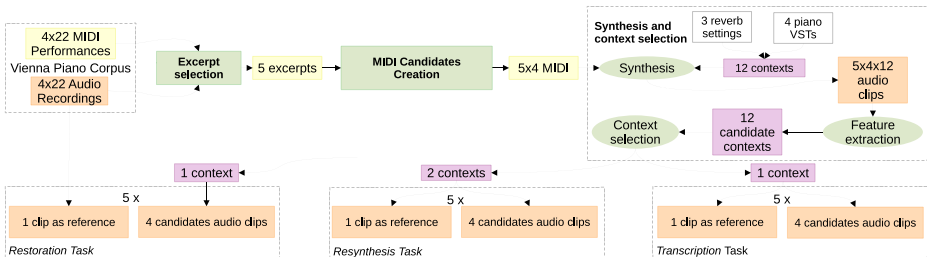 4x22 MIDI
Performances
Vienna Piano Corpus
4x22 Audio
Recordings
Excerpt
selection
5 excerpts
MIDI Candidates
Creation
5x4 MIDI
Synthesis and
context selection
3 reverb
settings
4 piano
VSTs
Synthesis
12 contexts
5x4x12
audio
clips
Context
selection
12
candidate
contexts
Feature
extraction
1 context
2 contexts
1 context
5 x
1 clip as reference
4 candidates audio clips
Restoration Task
5 x
1 clip as reference
4 candidates audio clips
Resynthesis Task
5 x
1 clip as reference
4 candidates audio clips
Transcription Task